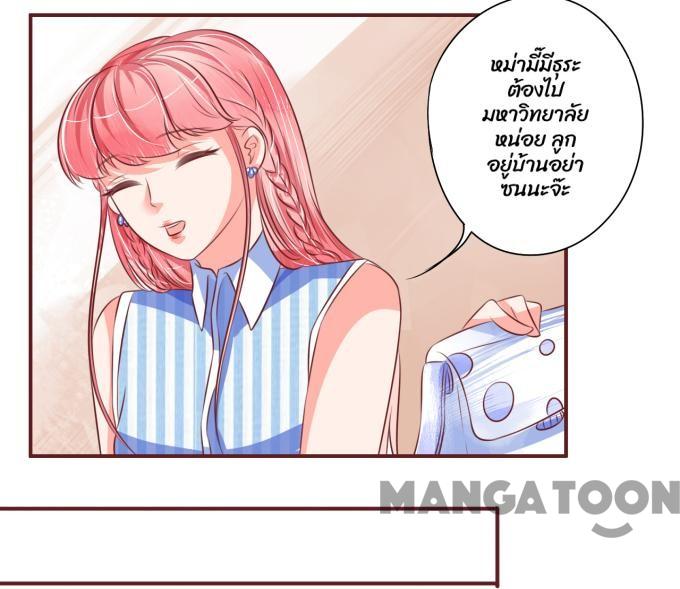 หม่ามี๊มีธุระ
ต้องไป
มหาวิทยาลัย
หน่อย ลูก
อยู่บ้านอย่า
ซนนะจ๊ะ
MANGATOON